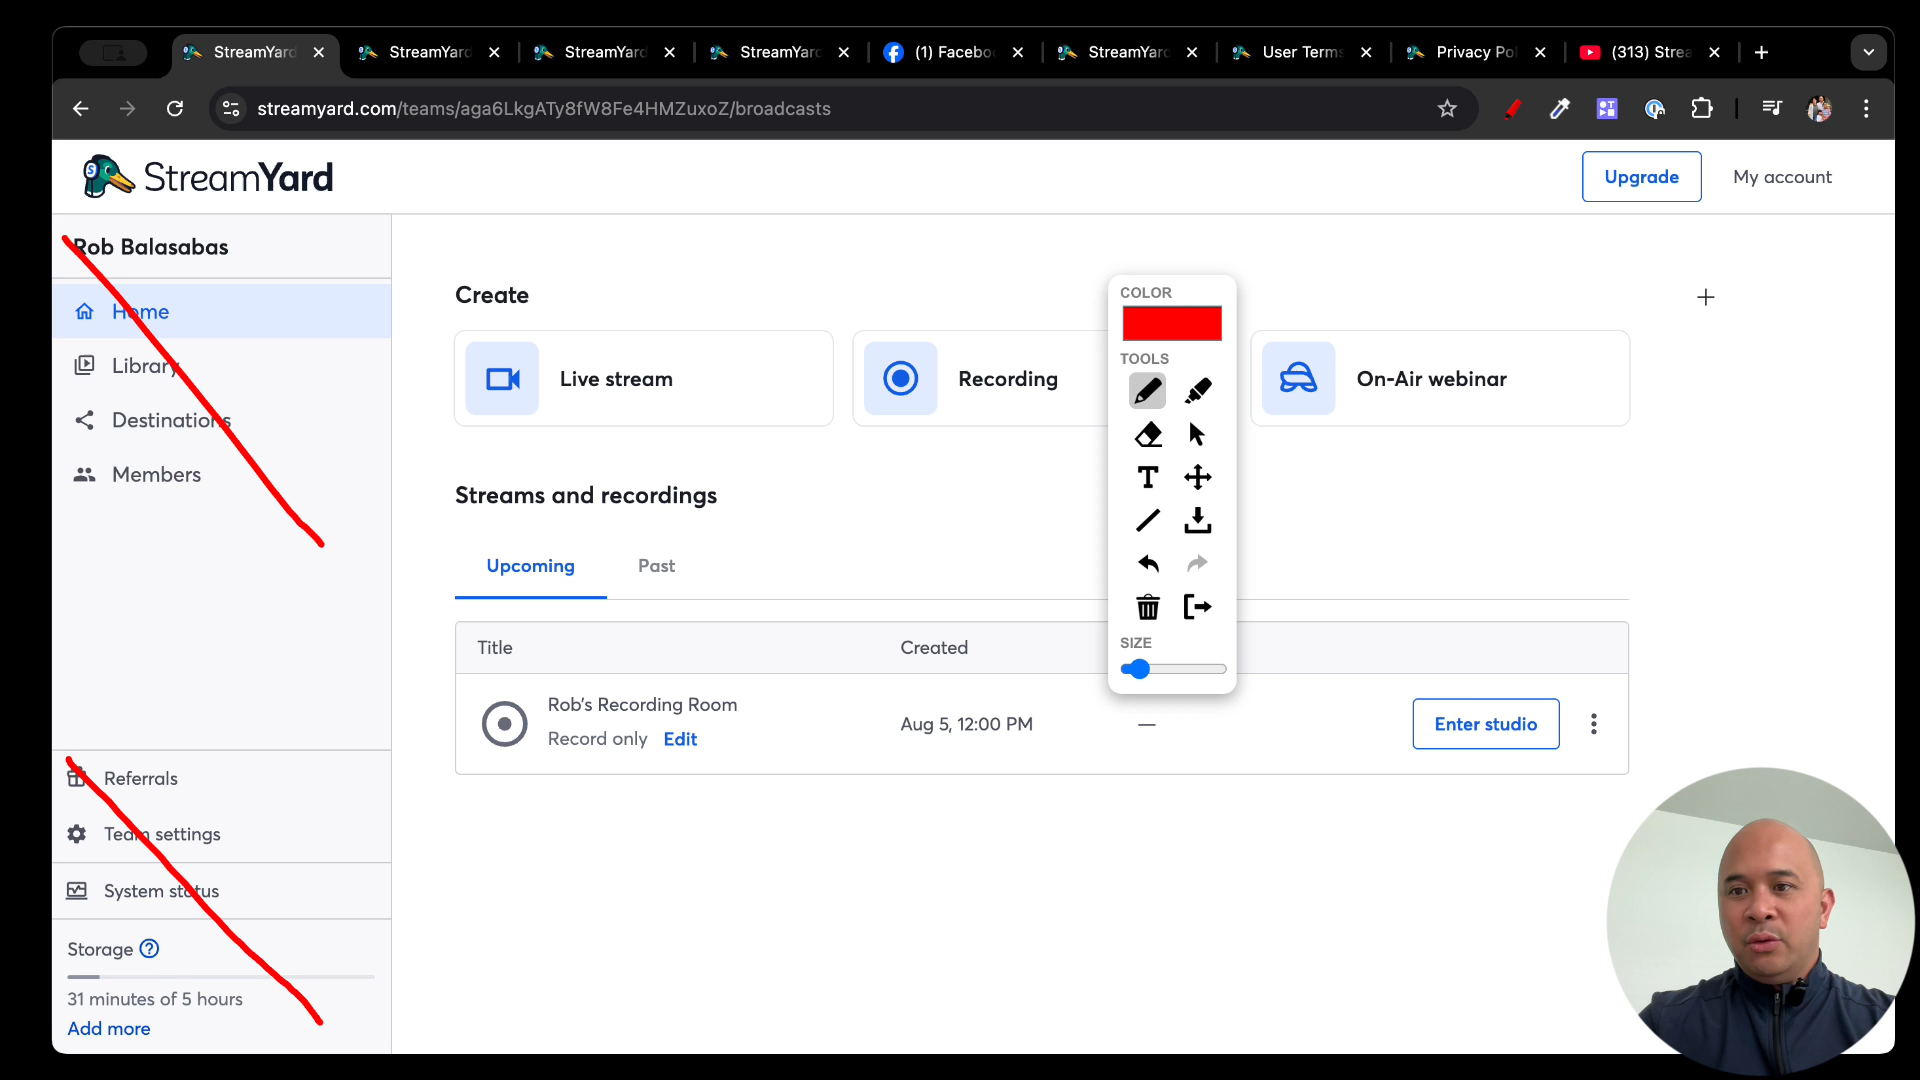 StreamYard
StreamYard
StreamYard
StreamYard
(1) Facebo
StreamYard
User Terms
Privacy Pol
(313) Strea
streamyard.com/teams/aga6LkgATy8fW8Fe4HMZuxoZ/broadcasts
StreamYard
Upgrade
My account
Rob Balasabas
Home
Library
Destinations
Members
Referrals
Team settings
System status
Storage
31 minutes of 5 hours
Add more
Create
Live stream
Recording
On-Air webinar
Streams and recordings
Upcoming
Past
Title
Created
Rob's Recording Room
Record only Edit
Aug 5, 12:00 PM
—
Enter studio
COLOR
TOOLS
SIZE